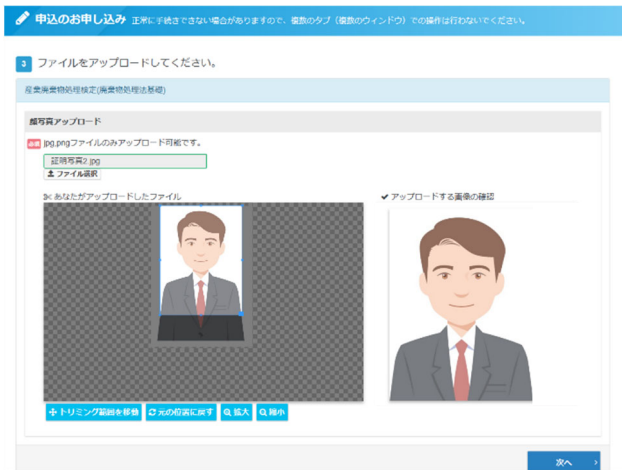 申込のお申し込み 正常に手続きできない場合がありますので、複数のタブ（複数のウィンドウ）での操作は行わないでください。
3 ファイルをアップロードしてください。
産業廃棄物処理検定(廃棄物処理法基礎)
顔写真アップロード
必須 jpg,pngファイルのみアップロード可能です。
証明写真2.jpg
ファイル選択
あなたがアップロードしたファイル
アップロードする画像の確認
トリミング範囲を移動 元の位置に戻す 拡大 縮小
次へ